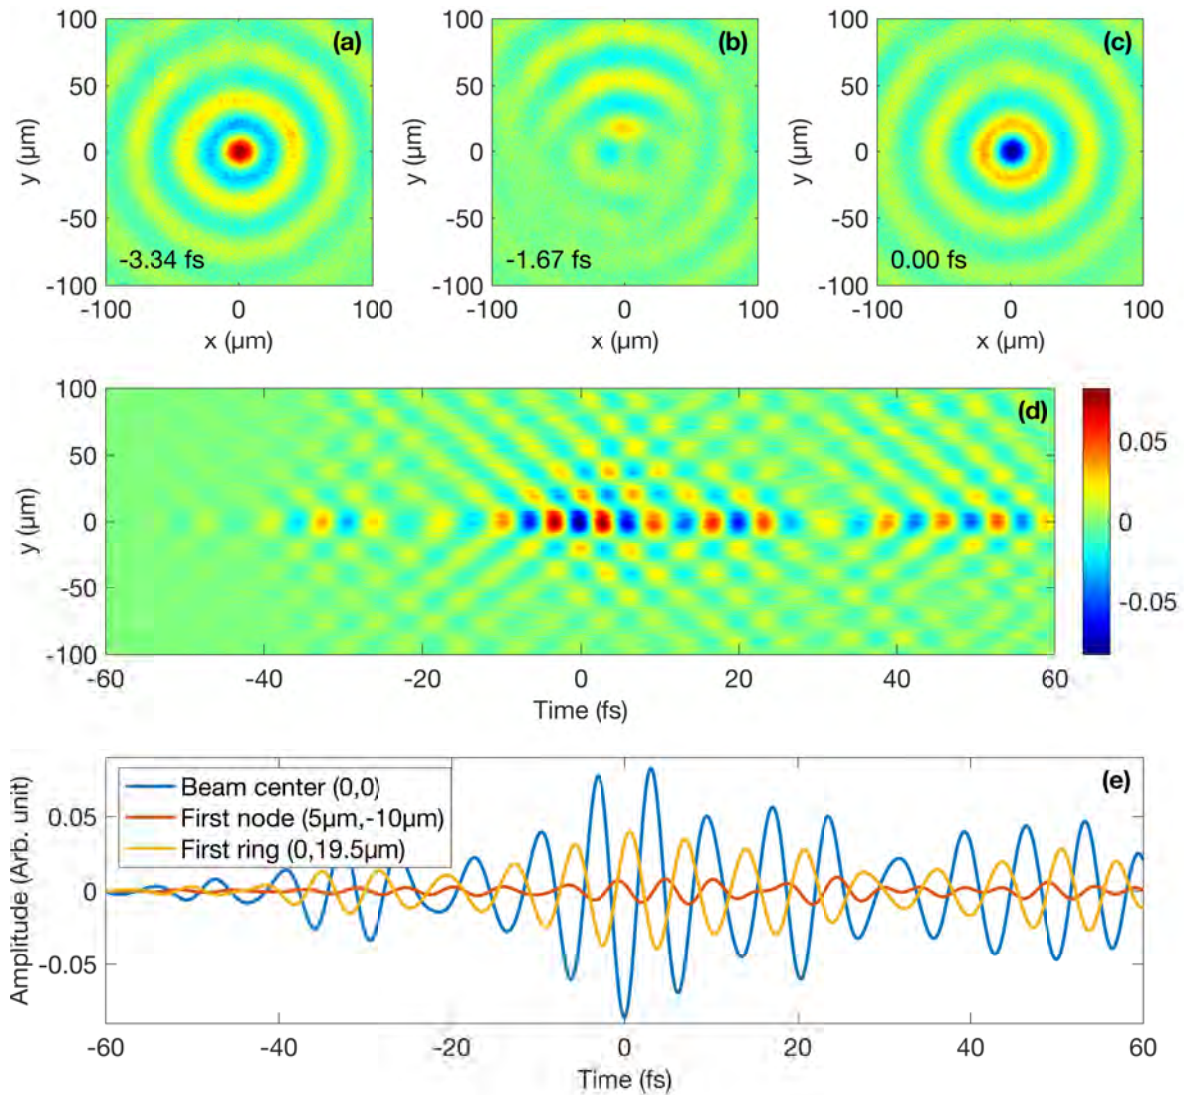 100 (a) 100 (b) 100 (c)
50 50 50
y (μm) 0 y (μm) 0 y (μm) 0
-50 -50 -50
-3.34 fs -1.67 fs 0.00 fs
-100 -100 -100
-100 0 100 -100 0 100 -100 0 100
x (μm) x (μm) x (μm)
100 (d)
50 0.05
y (μm) 0 0
-50 -0.05
-100
-60 -40 -20 0 20 40 60
Time (fs)
(e)
Beam center (0,0)
First node (5μm,-10μm)
First ring (0,19.5μm)
Amplitude (Arb. unit)
0.05
0
-0.05
-60 -40 -20 0 20 40 60
Time (fs)